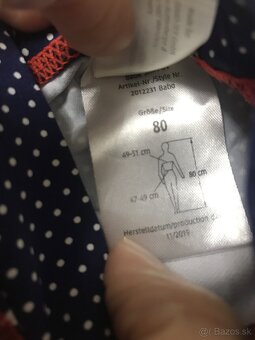 Artikel-Nr /Style Nr
2012231 Babo
Größe/Size
80
49-51 cm
80 cm
47-49 cm
Herstelldatum/production d
11/2019
© Bazos.sk